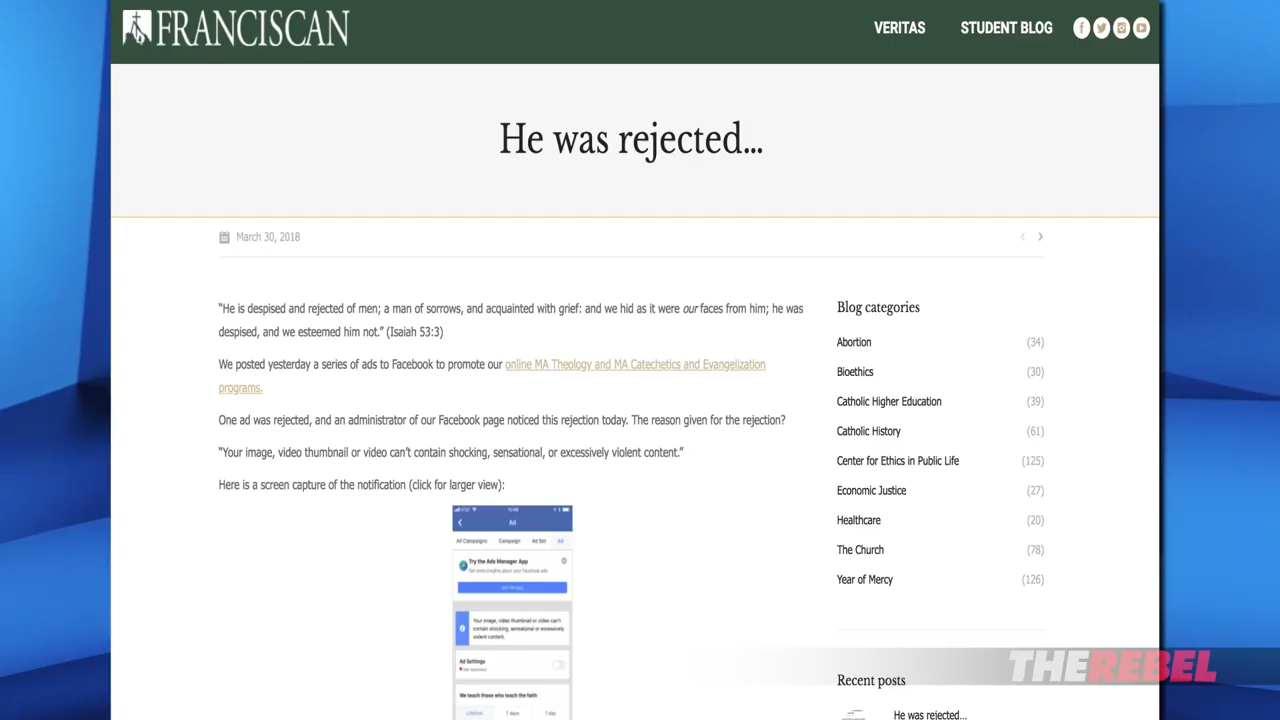 FRANCISCAN
VERITAS
STUDENT BLOG
He was rejected...
March 30, 2018
“He is despised and rejected of men; a man of sorrows, and acquainted with grief: and we hid as it were our faces from him; he was
despised, and we esteemed him not.” (Isaiah 53:3)
We posted yesterday a series of ads to Facebook to promote our online MA Theology and MA Catechetics and Evangelization
programs.
One ad was rejected, and an administrator of our Facebook page noticed this rejection today. The reason given for the rejection?
“Your image, video thumbnail or video can’t contain shocking, sensational, or excessively violent content.”
Here is a screen capture of the notification (click for larger view):
Ad
All Campaigns Campaign Ad Set Ad
Try the Ads Manager App
Get more insights about your Facebook ads.
Your image, video thumbnail or video can't
contain shocking, sensational or excessively
violent content.
Ad Settings
We teach those who teach the faith
Lifetime 7 days 1 day
Blog categories
Abortion (34)
Bioethics (30)
Catholic Higher Education (39)
Catholic History (61)
Center for Ethics in Public Life (125)
Economic Justice (27)
Healthcare (20)
The Church (78)
Year of Mercy (126)
Recent posts
He was rejected...
THEREBEL